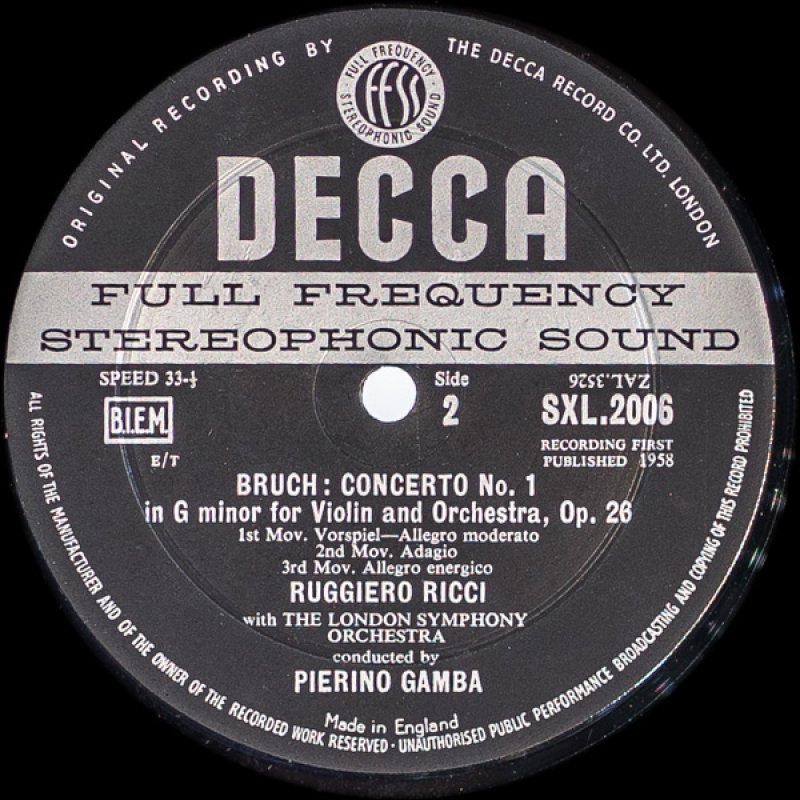 ORIGINAL RECORDING BY
THE DECCA RECORD CO. LTD. LONDON
FULL FREQUENCY
FFSS
STEREOPHONIC SOUND
DECCA
FULL FREQUENCY
STEREOPHONIC SOUND
SPEED 33-⅓
Side
2
ZAL.3526
SXL.2006
B.I.E.M.
RECORDING FIRST
PUBLISHED 1958
E/T
BRUCH: CONCERTO No. 1
in G minor for Violin and Orchestra, Op. 26
1st Mov. Vorspiel—Allegro moderato
2nd Mov. Adagio
3rd Mov. Allegro energico
RUGGIERO RICCI
with THE LONDON SYMPHONY
ORCHESTRA
conducted by
PIERINO GAMBA
Made in England
ALL RIGHTS OF THE MANUFACTURER AND OF THE OWNER OF THE RECORDED WORK RESERVED · UNAUTHORISED PUBLIC PERFORMANCE BROADCASTING AND COPYING OF THIS RECORD PROHIBITED